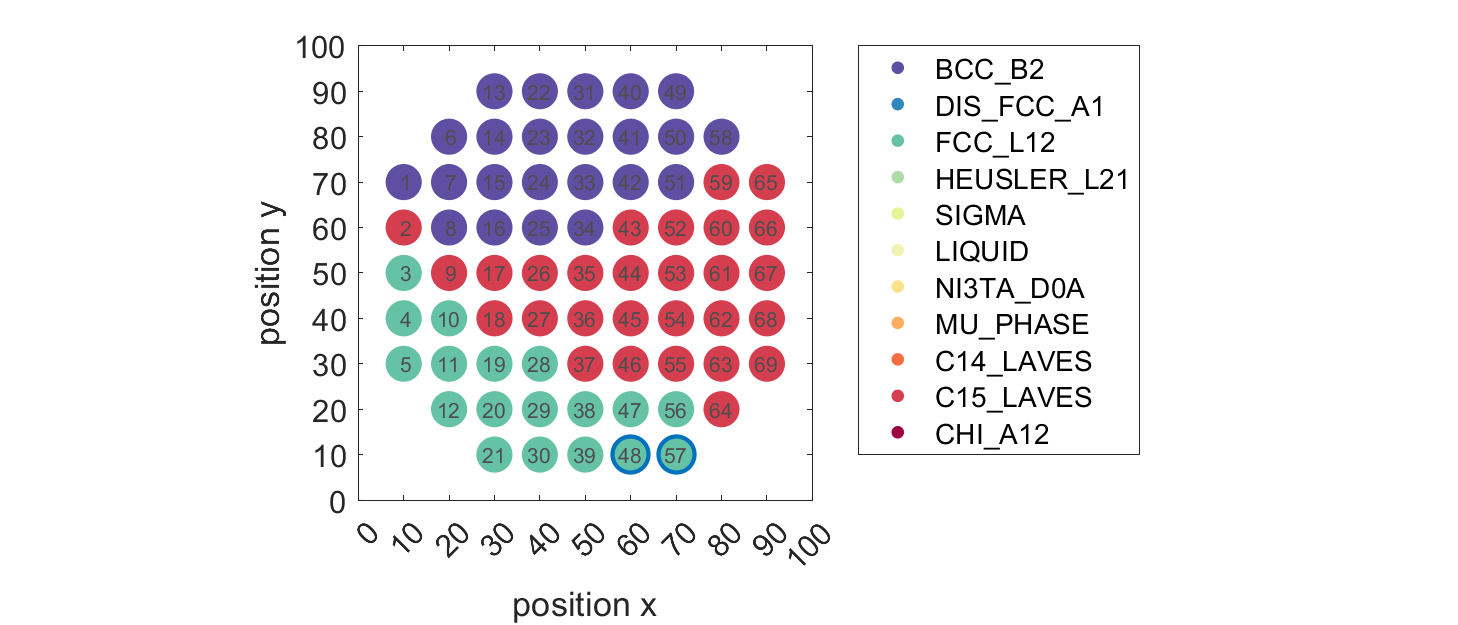 100
90
80
70
60
50
40
30
20
10
0
position y
13 22 31 40 49
6 14 23 32 41 50 58
1 7 15 24 33 42 51 59 65
2 8 16 25 34 43 52 60 66
3 9 17 26 35 44 53 61 67
4 10 18 27 36 45 54 62 68
5 11 19 28 37 46 55 63 69
12 20 29 38 47 56 64
21 30 39 48 57
0 10 20 30 40 50 60 70 80 90 100
position x
BCC_B2
DIS_FCC_A1
FCC_L12
HEUSLER_L21
SIGMA
LIQUID
NI3TA_D0A
MU_PHASE
C14_LAVES
C15_LAVES
CHI_A12